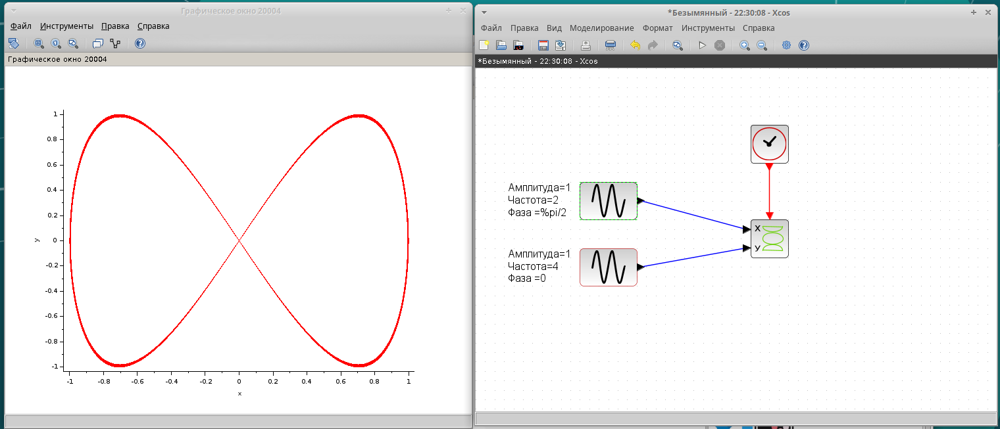 Графическое окно 20004
Файл Инструменты Правка Справка
Графическое окно 20004
1
0.8
0.6
0.4
0.2
0
-0.2
-0.4
-0.6
-0.8
-1
y
-1 -0.8 -0.6 -0.4 -0.2 0 0.2 0.4 0.6 0.8 1
x
*Безымянный - 22:30:08 - Xcos
Файл Правка Вид Моделирование Формат Инструменты Справка
*Безымянный - 22:30:08 - Xcos
Амплитуда=1
Частота=2
Фаза =%pi/2
Амплитуда=1
Частота=4
Фаза =0
X
y